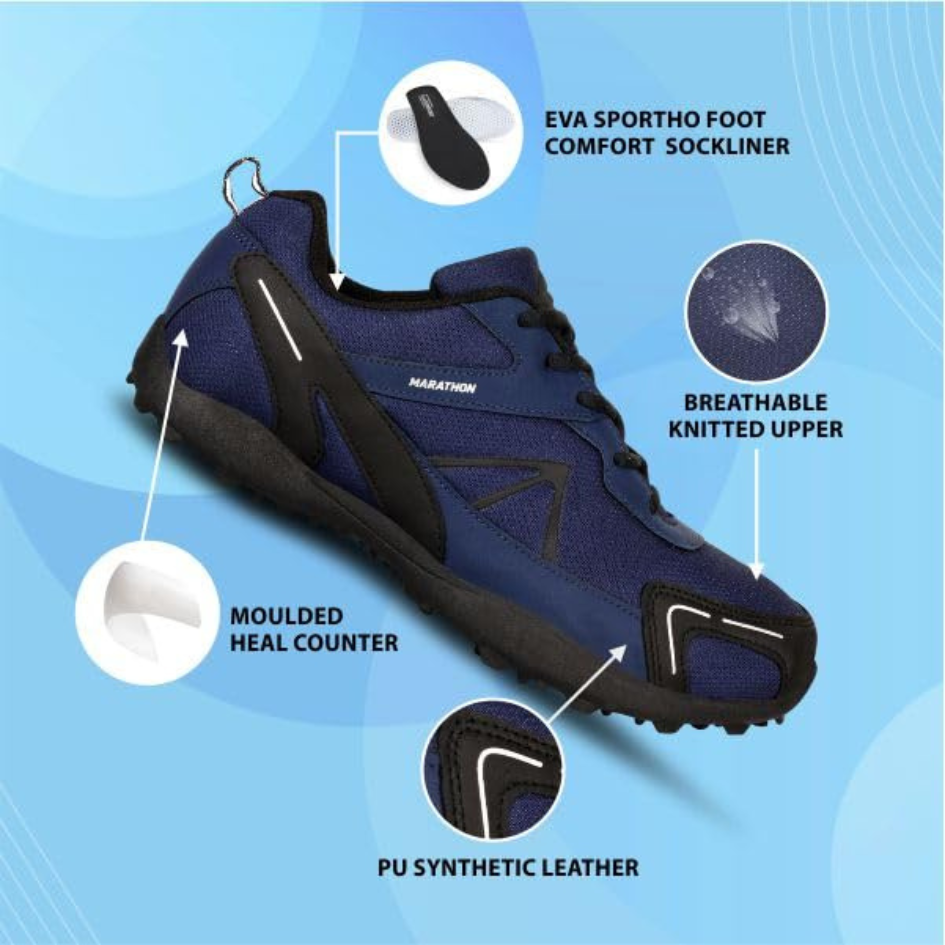 EVA SPORTHO FOOT
COMFORT SOCKLINER
MARATHON
BREATHABLE
KNITTED UPPER
MOULDED
HEAL COUNTER
PU SYNTHETIC LEATHER